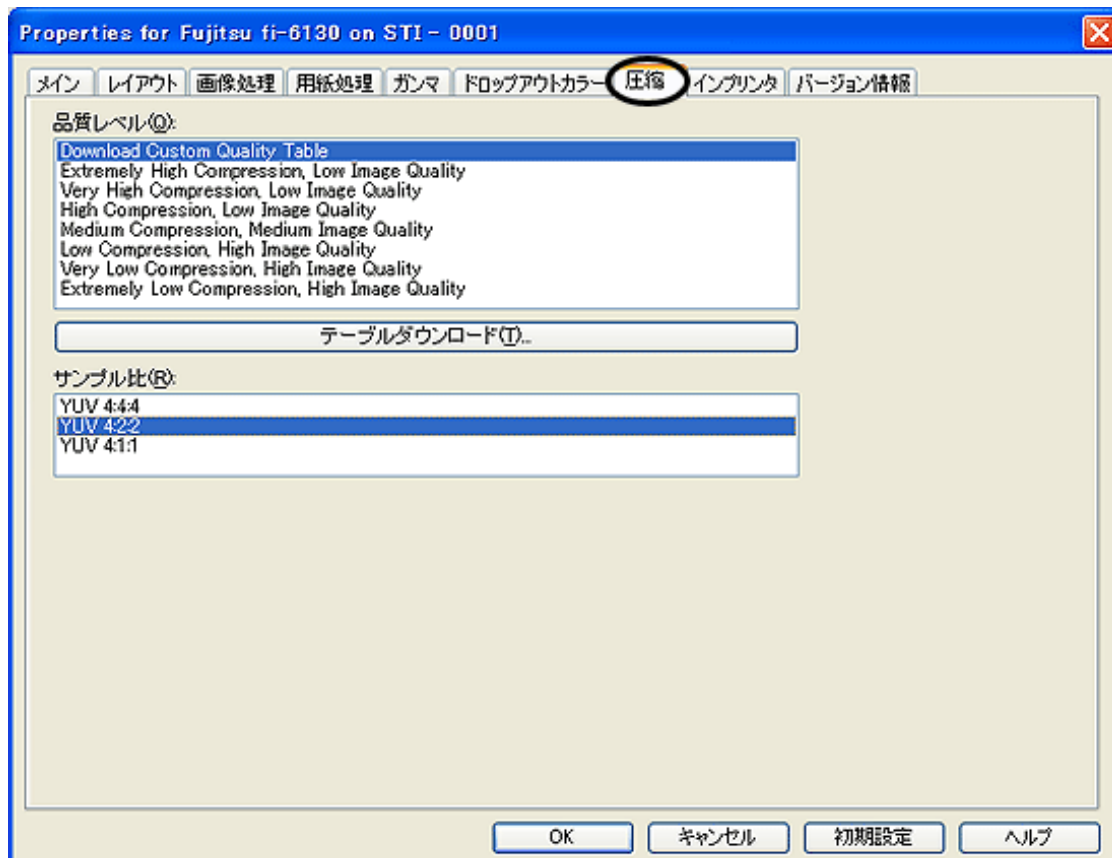 Properties for Fujitsu fi-6130 on STI - 0001
メイン レイアウト 画像処理 用紙処理 ガンマ ドロップアウトカラー 圧縮 インプリンタ バージョン情報
品質レベル(Q):
Download Custom Quality Table
Extremely High Compression, Low Image Quality
Very High Compression, Low Image Quality
High Compression, Low Image Quality
Medium Compression, Medium Image Quality
Low Compression, High Image Quality
Very Low Compression, High Image Quality
Extremely Low Compression, High Image Quality
テーブルダウンロード(T)...
サンプル比(R):
YUV 4:4:4
YUV 4:2:2
YUV 4:1:1
OK キャンセル 初期設定 ヘルプ